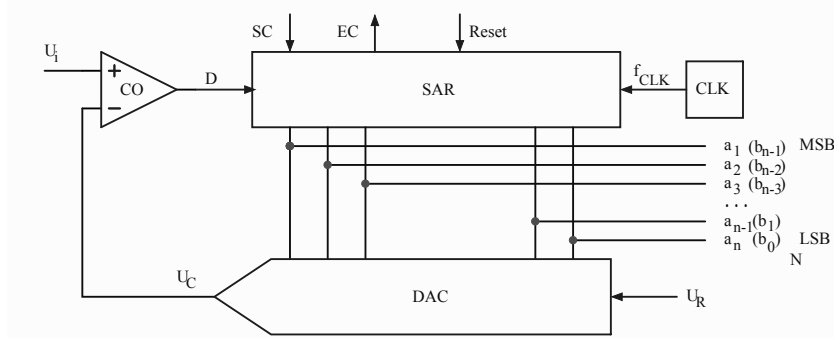 SC EC Reset
U_i
+
CO
−
D
SAR
f_CLK
CLK
a_1 (b_{n-1}) MSB
a_2 (b_{n-2})
a_3 (b_{n-3})
...
a_{n-1}(b_1)
a_n (b_0) LSB
N
U_C
DAC
U_R